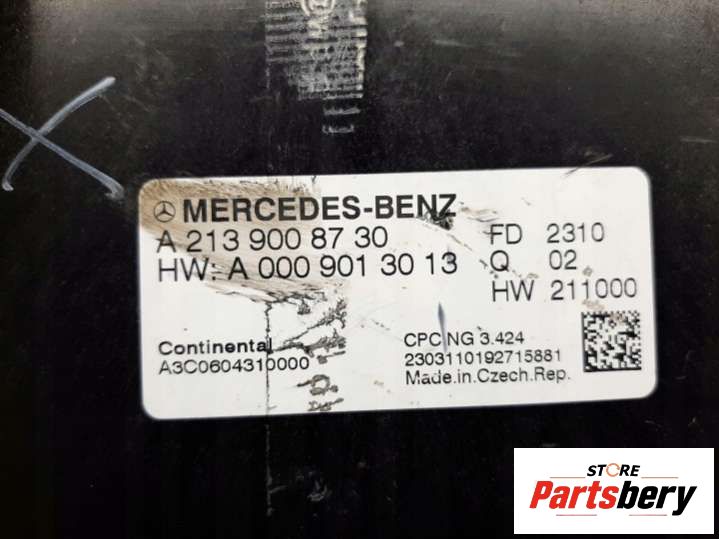 MERCEDES-BENZ
A 213 900 87 30
HW: A 000 901 30 13
FD 2310
Q 02
HW 211000
Continental
A3C0604310000
CPC NG 3.424
2303110192715881
Made.in.Czech.Rep.
STORE
Partsbery